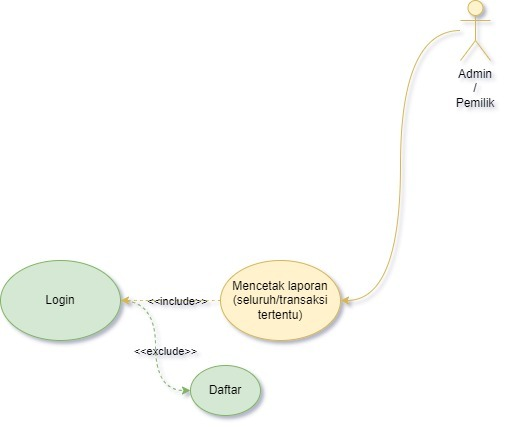 Admin
/
Pemilik
Mencetak laporan
(seluruh/transaksi
tertentu)
Login
<<include>>
<<exclude>>
Daftar